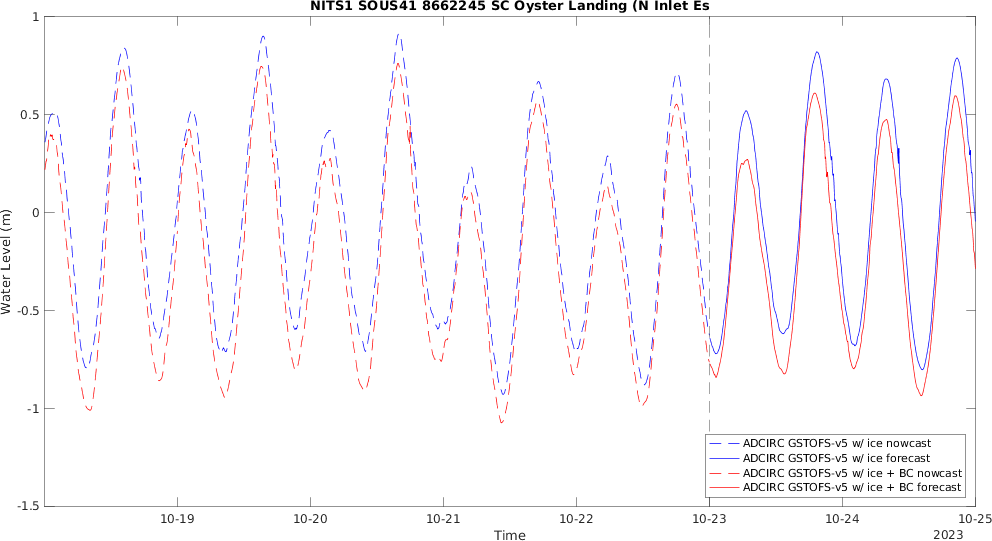 NITS1 SOUS41 8662245 SC Oyster Landing (N Inlet Es
1
0.5
0
-0.5
-1
-1.5
Water Level (m)
10-19
10-20
10-21
10-22
10-23
10-24
10-25
Time
2023
ADCIRC GSTOFS-v5 w/ ice nowcast
ADCIRC GSTOFS-v5 w/ ice forecast
ADCIRC GSTOFS-v5 w/ ice + BC nowcast
ADCIRC GSTOFS-v5 w/ ice + BC forecast